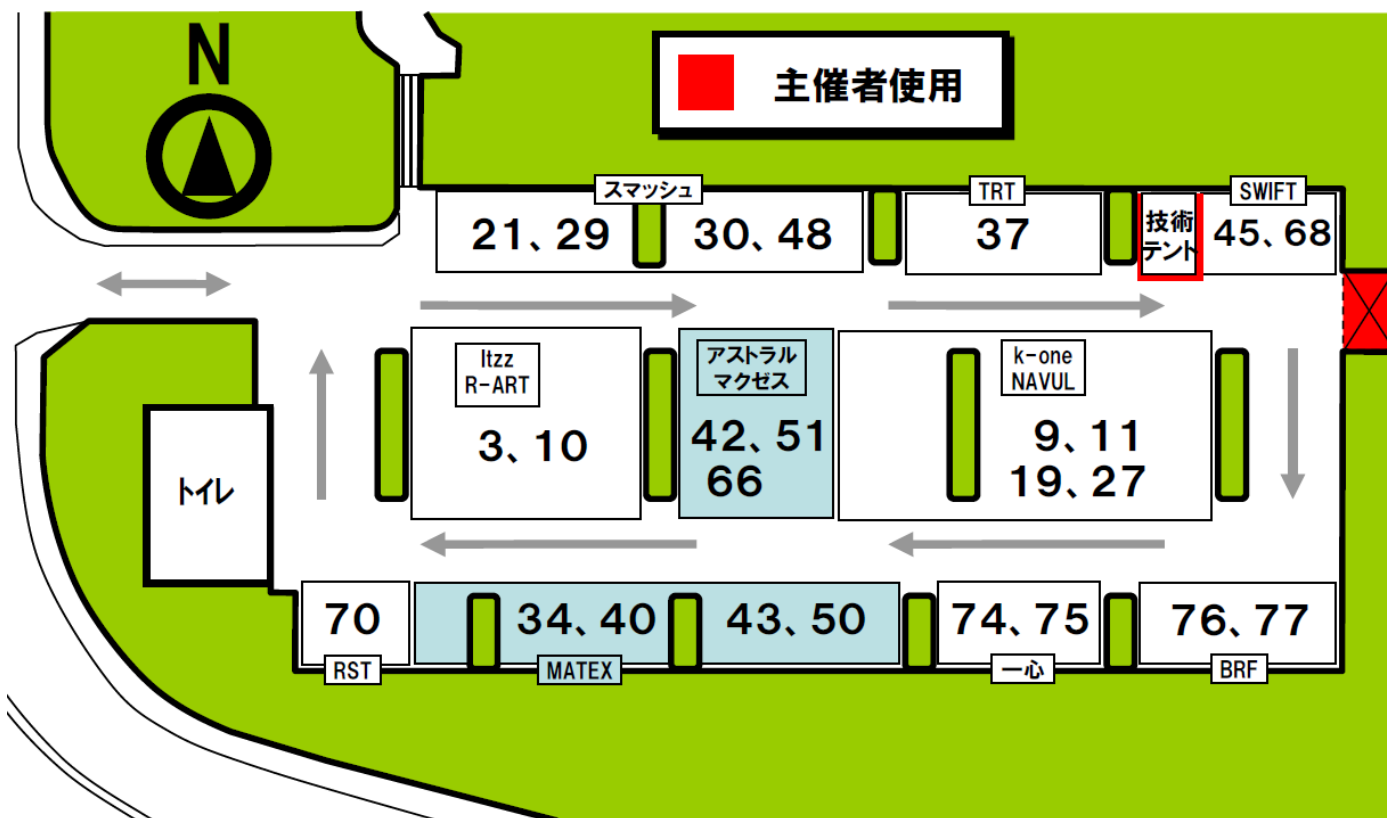 N
主催者使用
スマッシュ
21、29
30、48
TRT
37
技術
テント
SWIFT
45、68
Itzz
R-ART
3、10
アストラル
マクゼス
42、51
66
k-one
NAVUL
9、11
19、27
トイレ
70
RST
34、40
MATEX
43、50
74、75
一心
76、77
BRF